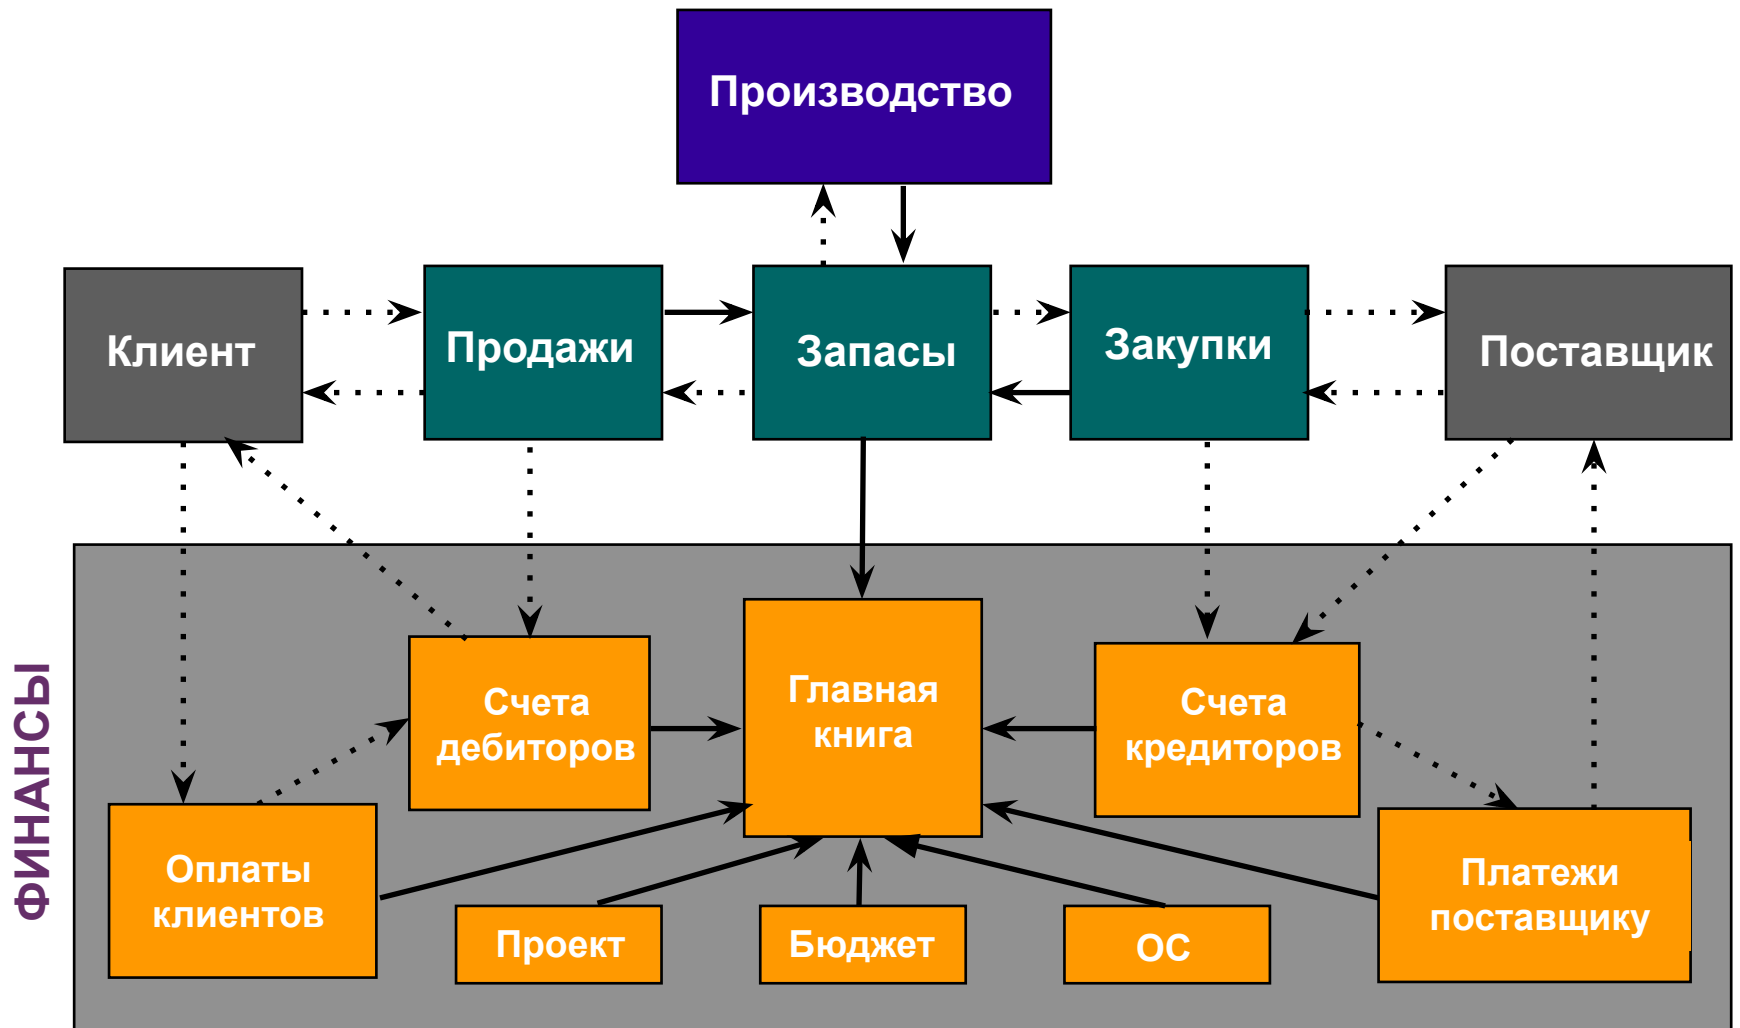 Производство
Клиент
Продажи
Запасы
Закупки
Поставщик
ФИНАНСЫ
Счета
дебиторов
Главная
книга
Счета
кредиторов
Оплаты
клиентов
Проект
Бюджет
ОС
Платежи
поставщику